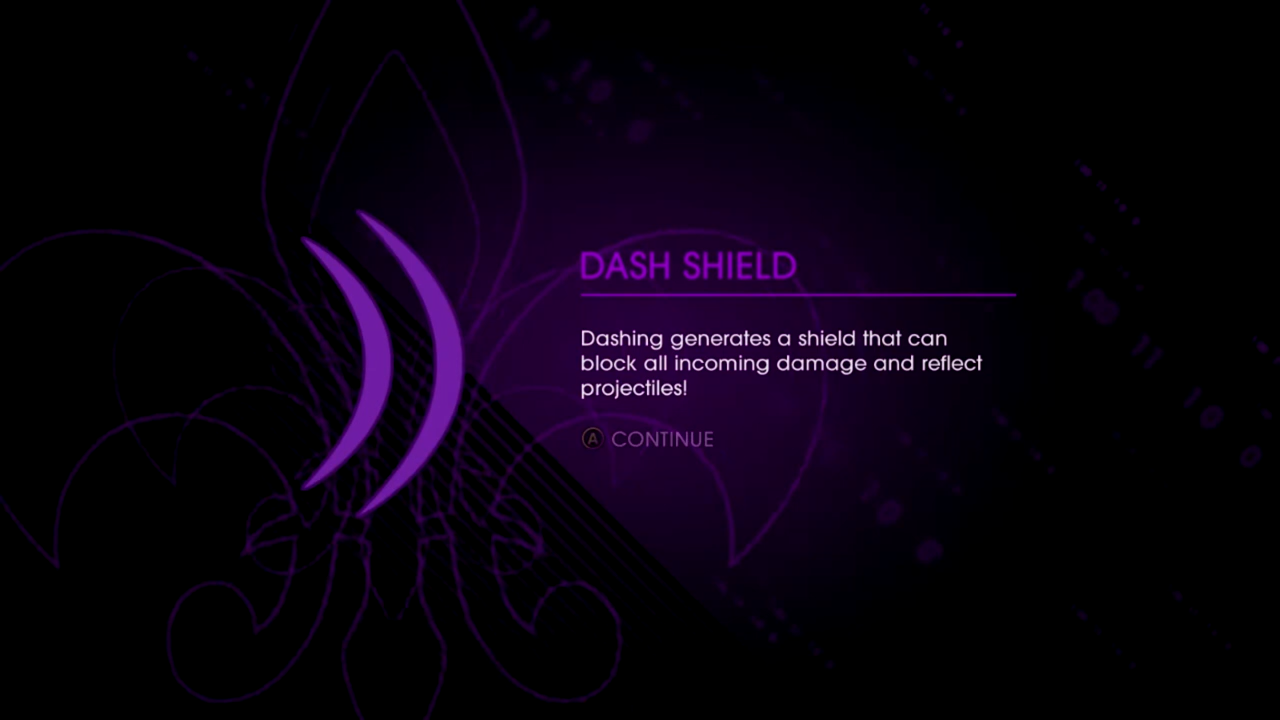 DASH SHIELD
Dashing generates a shield that can
block all incoming damage and reflect
projectiles!
A CONTINUE